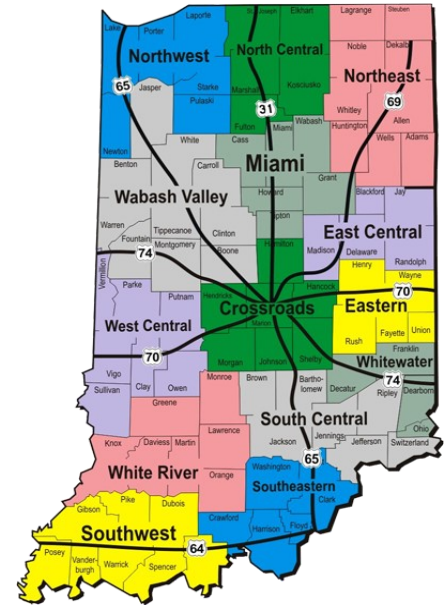 Lake
Porter
Laporte
St. Joseph
Elkhart
Lagrange
Steuben
Northwest
North Central
Noble
Dekalb
Northeast
65
Jasper
Starke
Pulaski
Marshall
Kosciusko
31
69
Whitley
Allen
Newton
White
Fulton
Cass
Miami
Wabash
Huntington
Wells
Adams
Benton
Carroll
Miami
Grant
Wabash Valley
Howard
Blackford
Jay
Warren
Tippecanoe
Clinton
Tipton
East Central
Fountain
Montgomery
Boone
Hamilton
Madison
Delaware
Randolph
74
Vermillion
Henry
Wayne
Parke
Putnam
Hendricks
Hancock
70
Crossroads
Eastern
Marion
West Central
Rush
Fayette
Union
70
Franklin
Morgan
Johnson
Shelby
Whitewater
Vigo
Clay
Owen
Monroe
Brown
Bartho-
lomew
Decatur
74
Dearborn
Sullivan
Ripley
Greene
South Central
Ohio
Lawrence
Jackson
Jennings
Jefferson
Switzerland
Knox
Daviess
Martin
65
White River
Orange
Washington
Southeastern
Clark
Pike
Dubois
Gibson
Crawford
Harrison
Floyd
Southwest
64
Posey
Vander-
burgh
Warrick
Spencer